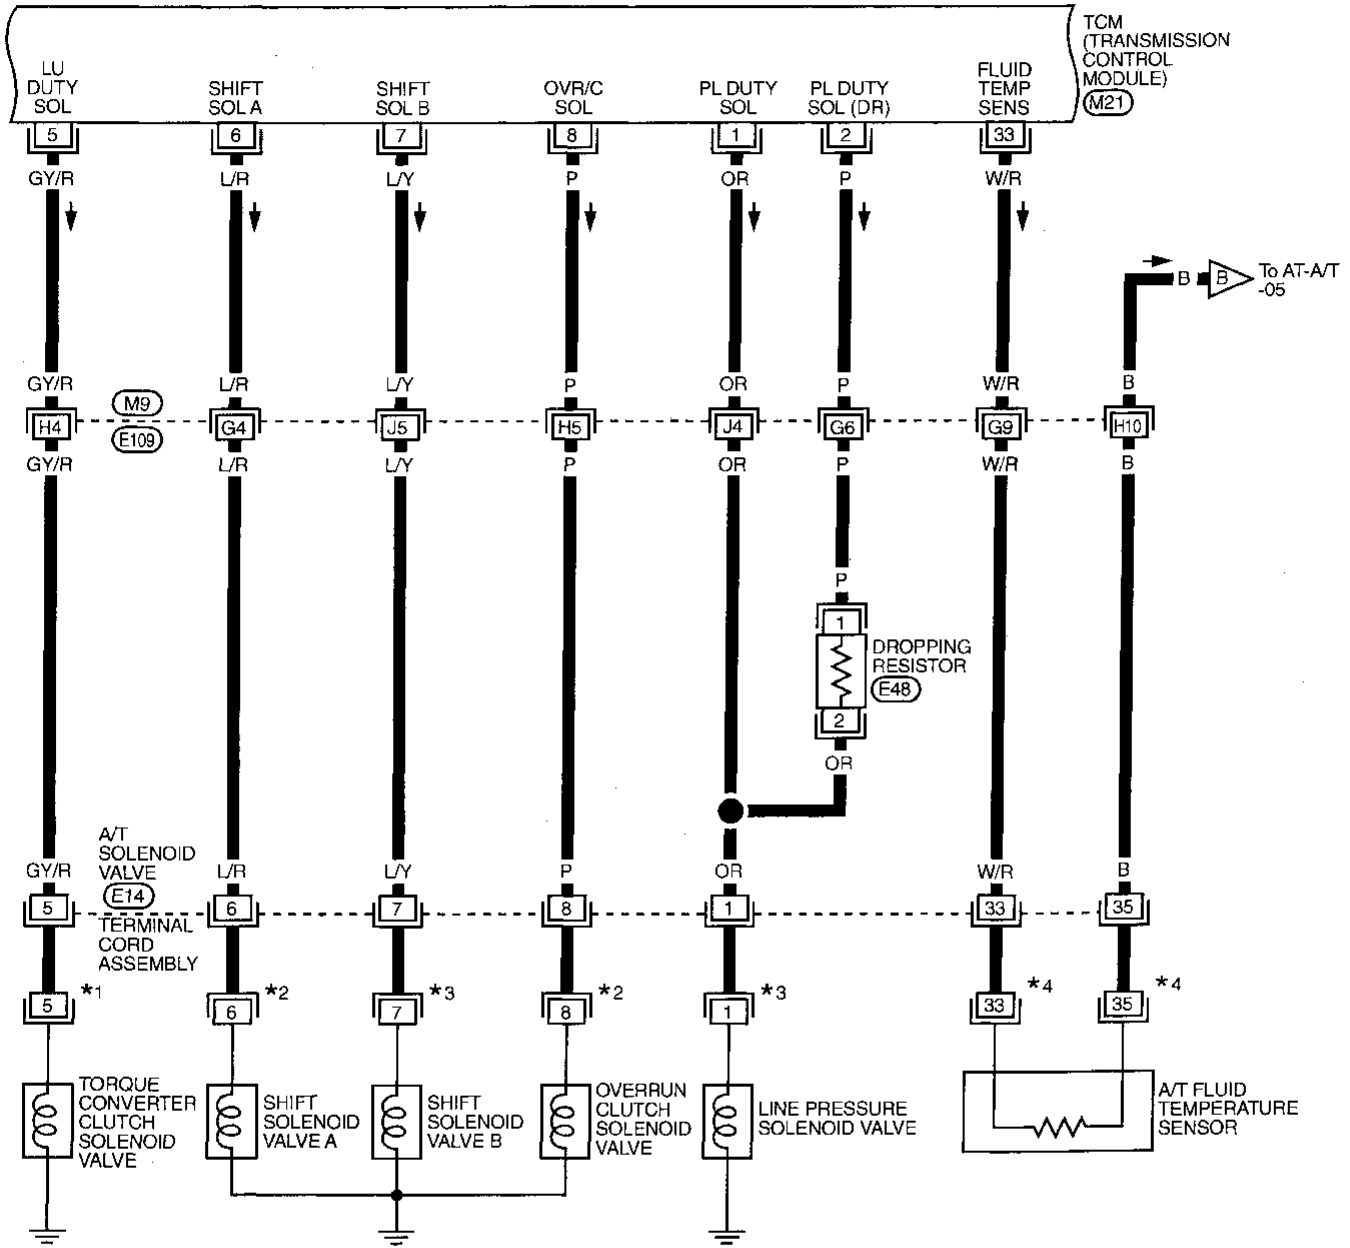 TCM
(TRANSMISSION
CONTROL
MODULE)
M21
LU
DUTY
SOL
SHIFT
SOL A
SHIFT
SOL B
OVR/C
SOL
PL DUTY
SOL
PL DUTY
SOL (DR)
FLUID
TEMP
SENS
5 6 7 8 1 2 33
GY/R L/R L/Y P OR P W/R
B B To AT-A/T
-05
GY/R L/R L/Y P OR P W/R B
M9
H4 G4 J5 H5 J4 G6 G9 H10
E109
GY/R L/R L/Y P OR P W/R B
P
1
DROPPING
RESISTOR
E48
2
OR
A/T
SOLENOID
VALVE
E14
GY/R L/R L/Y P OR W/R B
5 6 7 8 1 33 35
TERMINAL
CORD
ASSEMBLY
*1 *2 *3 *2 *3 *4 *4
5 6 7 8 1 33 35
TORQUE
CONVERTER
CLUTCH
SOLENOID
VALVE
SHIFT
SOLENOID
VALVE A
SHIFT
SOLENOID
VALVE B
OVERRUN
CLUTCH
SOLENOID
VALVE
LINE PRESSURE
SOLENOID VALVE
A/T FLUID
TEMPERATURE
SENSOR